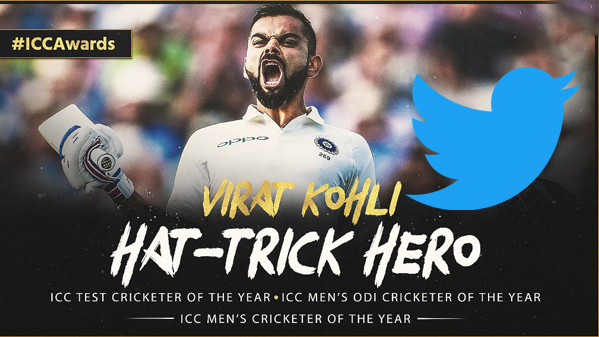 #ICCAwards
oppo
269
VIRAT KOHLI
HAT-TRICK HERO
ICC TEST CRICKETER OF THE YEAR • ICC MEN'S ODI CRICKETER OF THE YEAR
ICC MEN'S CRICKETER OF THE YEAR